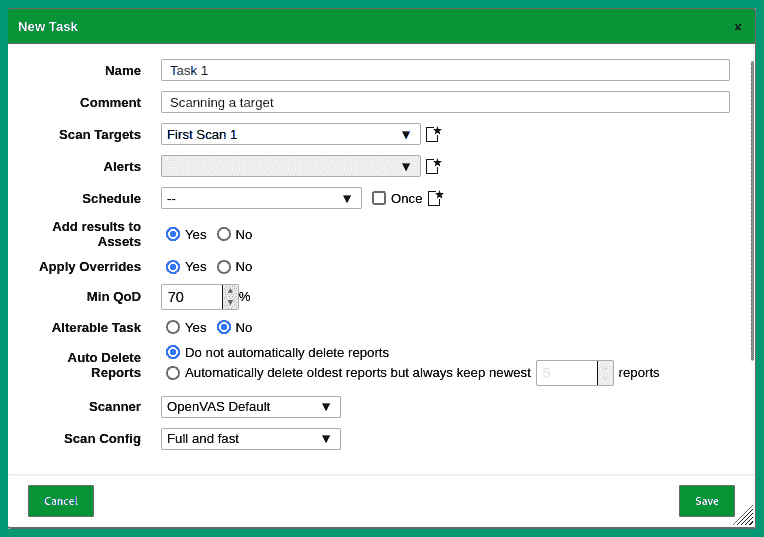 New Task ×
Name Task 1
Comment Scanning a target
Scan Targets First Scan 1 ▼
Alerts ▼
Schedule -- ▼ Once
Add results to
Assets Yes No
Apply Overrides Yes No
Min QoD 70 %
Alterable Task Yes No
Auto Delete Do not automatically delete reports
Reports Automatically delete oldest reports but always keep newest 5 reports
Scanner OpenVAS Default ▼
Scan Config Full and fast ▼
Cancel Save